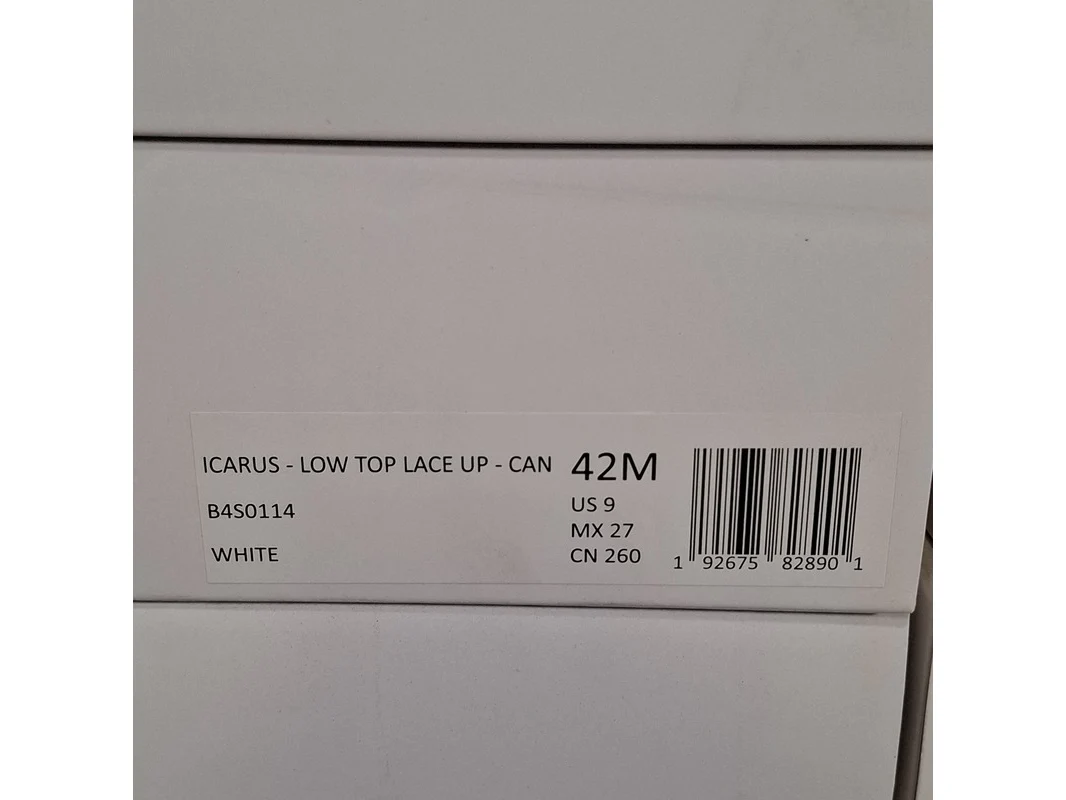 ICARUS - LOW TOP LACE UP - CAN
B4S0114
WHITE
42M
US 9
MX 27
CN 260
1 92675 82890 1